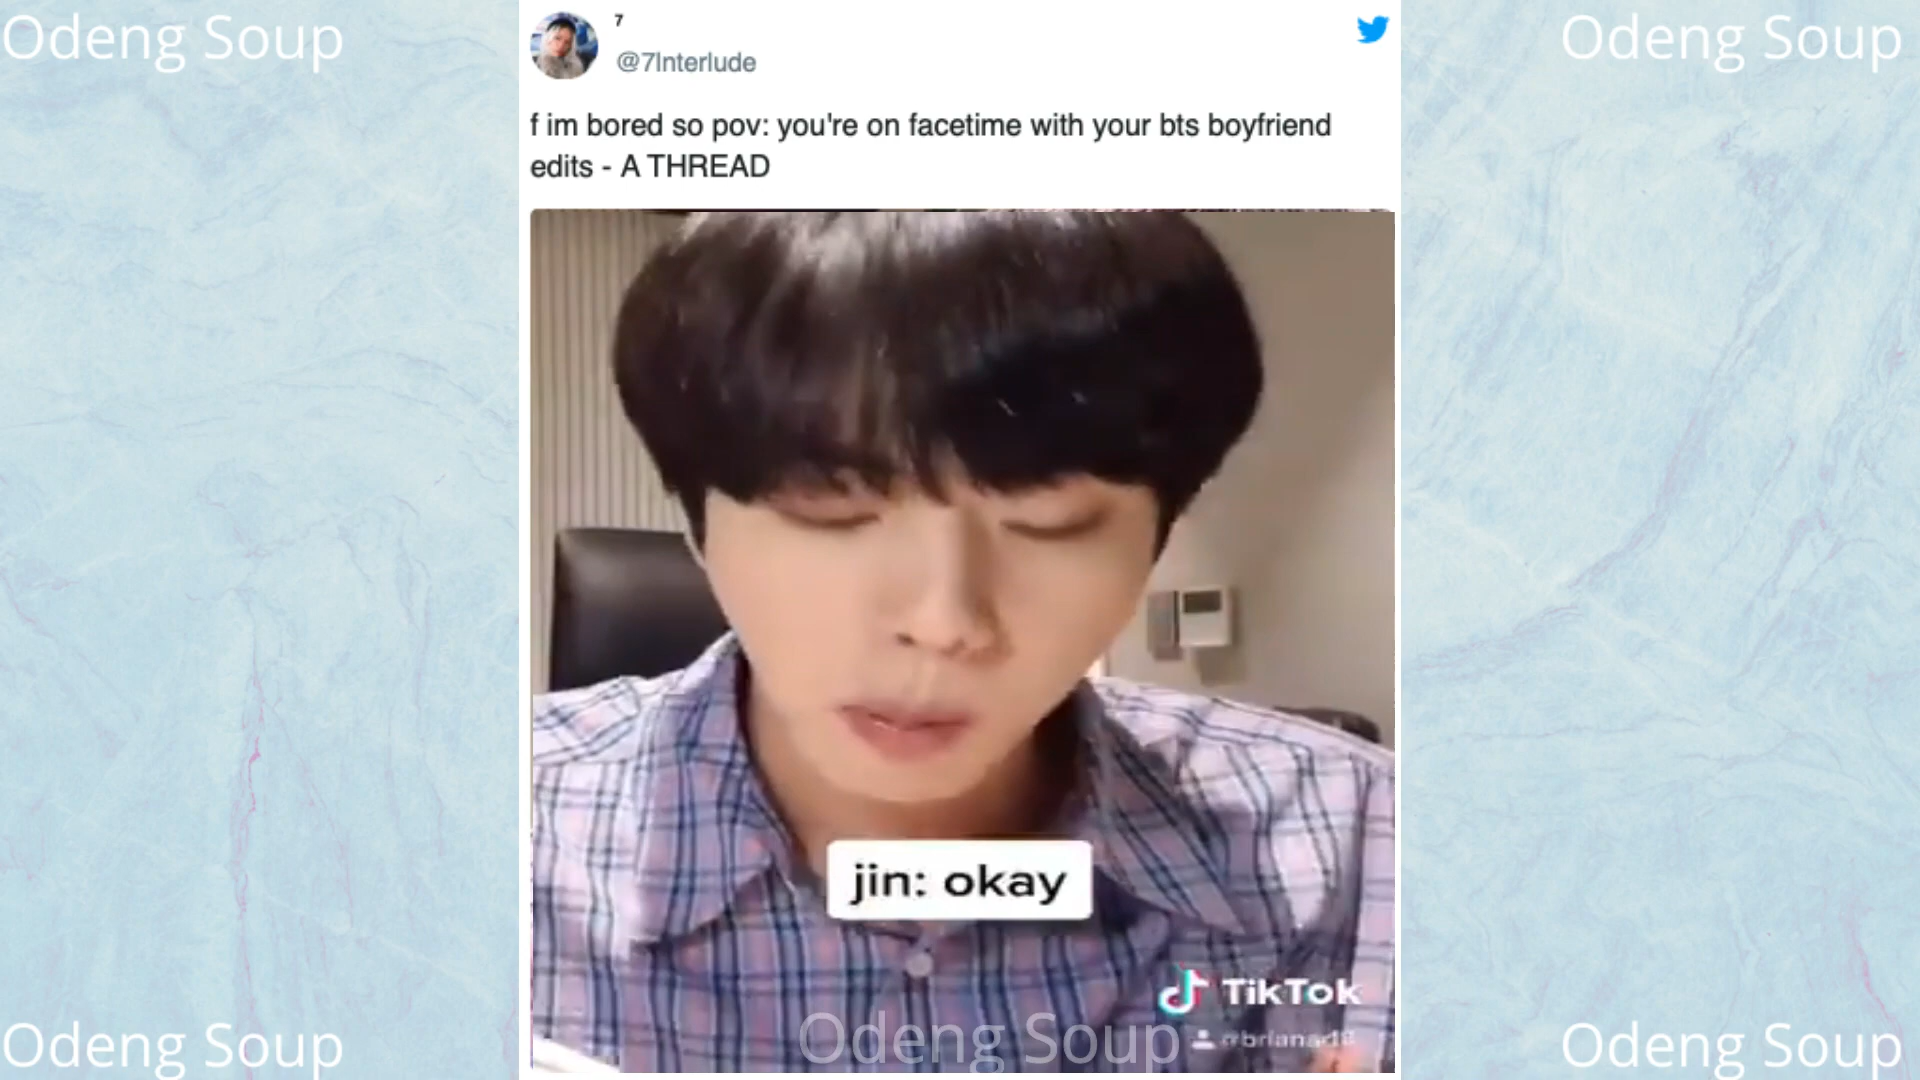 Odeng Soup
Odeng Soup
7
@7Interlude
f im bored so pov: you're on facetime with your bts boyfriend
edits - A THREAD
jin: okay
TikTok
Odeng Soup
Odeng Soup
Odeng Soup